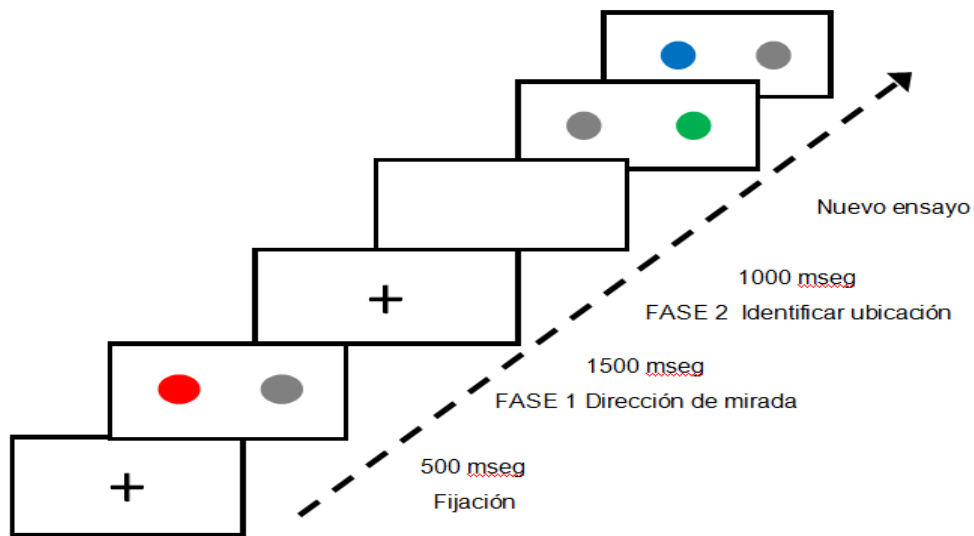 Nuevo ensayo
1000 mseg
FASE 2 Identificar ubicación
1500 mseg
FASE 1 Dirección de mirada
500 mseg
Fijación